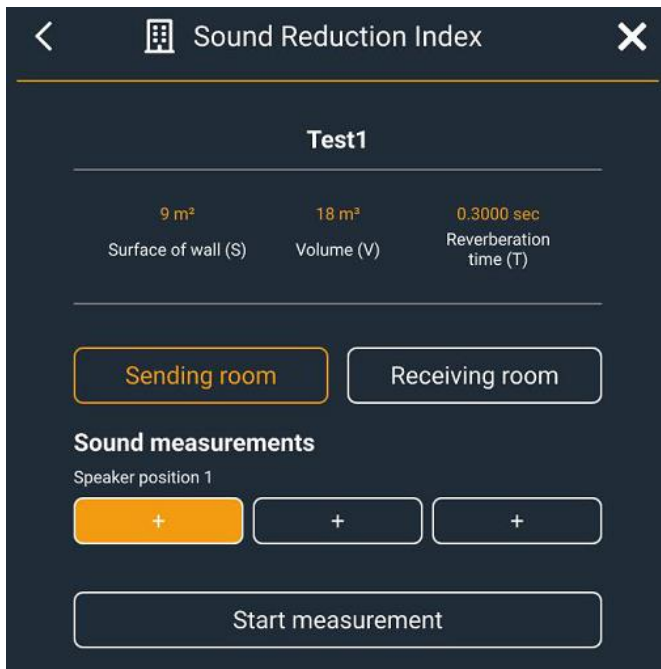 Sound Reduction Index
Test1
9 m²
18 m³
0.3000 sec
Surface of wall (S)
Volume (V)
Reverberation
time (T)
Sending room
Receiving room
Sound measurements
Speaker position 1
+
+
+
Start measurement